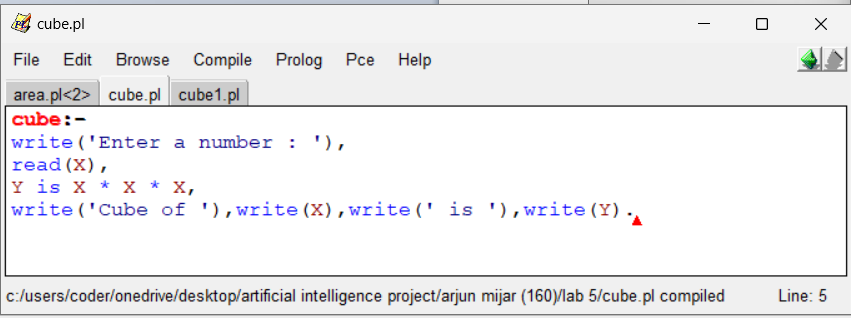 cube.pl
File Edit Browse Compile Prolog Pce Help
area.pl<2> cube.pl cube1.pl
cube:-
write('Enter a number : '),
read(X),
Y is X * X * X,
write('Cube of '),write(X),write(' is '),write(Y).
c:/users/coder/onedrive/desktop/artificial intelligence project/arjun mijar (160)/lab 5/cube.pl compiled Line: 5